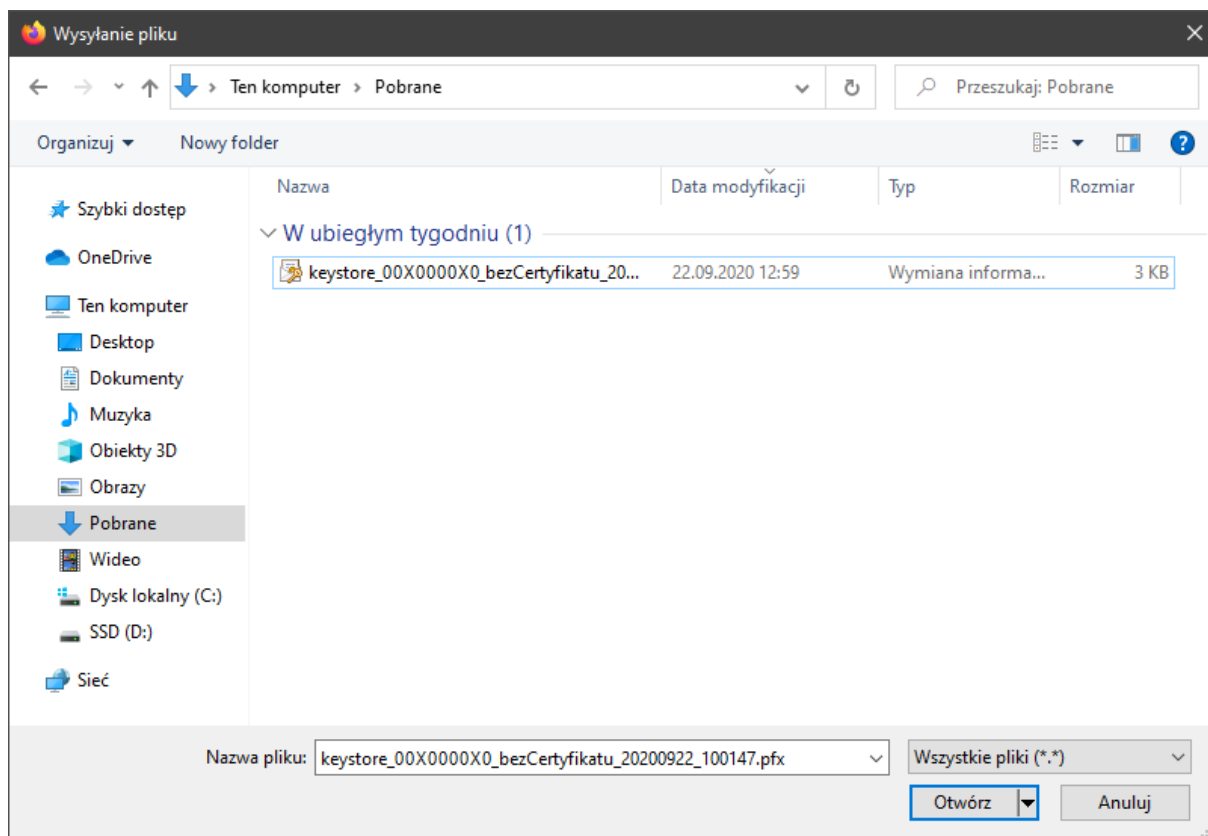 Wysyłanie pliku
Ten komputer > Pobrane
Przeszukaj: Pobrane
Organizuj
Nowy folder
Nazwa
Data modyfikacji
Typ
Rozmiar
Szybki dostęp
OneDrive
Ten komputer
Desktop
Dokumenty
Muzyka
Obiekty 3D
Obrazy
Pobrane
Wideo
Dysk lokalny (C:)
SSD (D:)
Sieć
W ubiegłym tygodniu (1)
keystore_00X0000X0_bezCertyfikatu_20... 22.09.2020 12:59 Wymiana informa... 3 KB
Nazwa pliku: keystore_00X0000X0_bezCertyfikatu_20200922_100147.pfx
Wszystkie pliki (*.*)
Otwórz
Anuluj